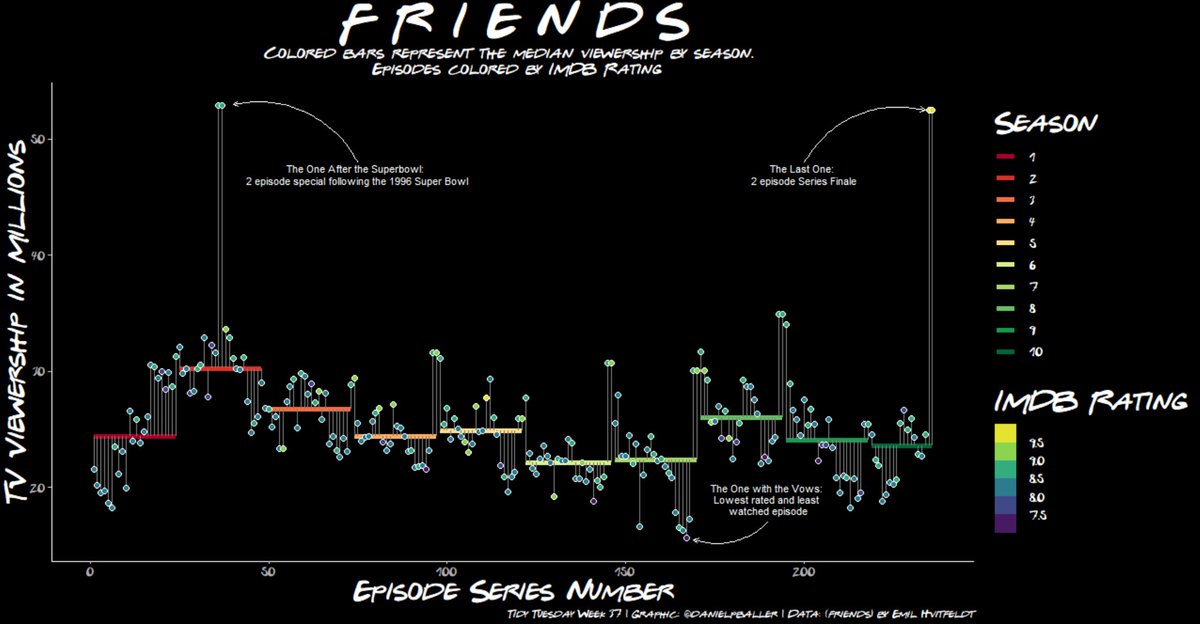 FRIENDS
COLORED BARS REPRESENT THE MEDIAN VIEWERSHIP BY SEASON.
EPISODES COLORED BY IMDB RATING
TV VIEWERSHIP IN MILLIONS
50
40
30
20
The One After the Superbowl:
2 episode special following the 1996 Super Bowl
The Last One:
2 episode Series Finale
The One with the Vows:
Lowest rated and least
watched episode
0
50
100
150
200
EPISODE SERIES NUMBER
SEASON
1
2
3
4
5
6
7
8
9
10
IMDB RATING
9.5
9.0
8.5
8.0
7.5
TIDY TUESDAY WEEK 37 | GRAPHIC: @DANIELPBALLER | DATA: {FRIENDS} BY EMIL HVITFELDT